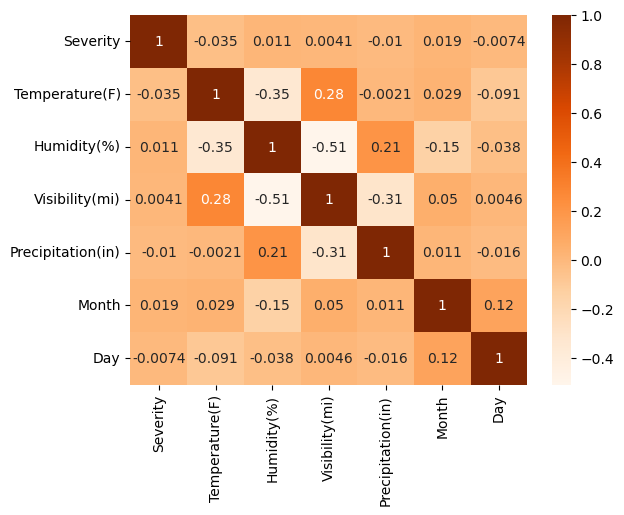 Severity 1 -0.035 0.011 0.0041 -0.01 0.019 -0.0074
Temperature(F) -0.035 1 -0.35 0.28 -0.0021 0.029 -0.091
Humidity(%) 0.011 -0.35 1 -0.51 0.21 -0.15 -0.038
Visibility(mi) 0.0041 0.28 -0.51 1 -0.31 0.05 0.0046
Precipitation(in) -0.01 -0.0021 0.21 -0.31 1 0.011 -0.016
Month 0.019 0.029 -0.15 0.05 0.011 1 0.12
Day -0.0074 -0.091 -0.038 0.0046 -0.016 0.12 1
Severity
Temperature(F)
Humidity(%)
Visibility(mi)
Precipitation(in)
Month
Day
1.0
0.8
0.6
0.4
0.2
0.0
−0.2
−0.4